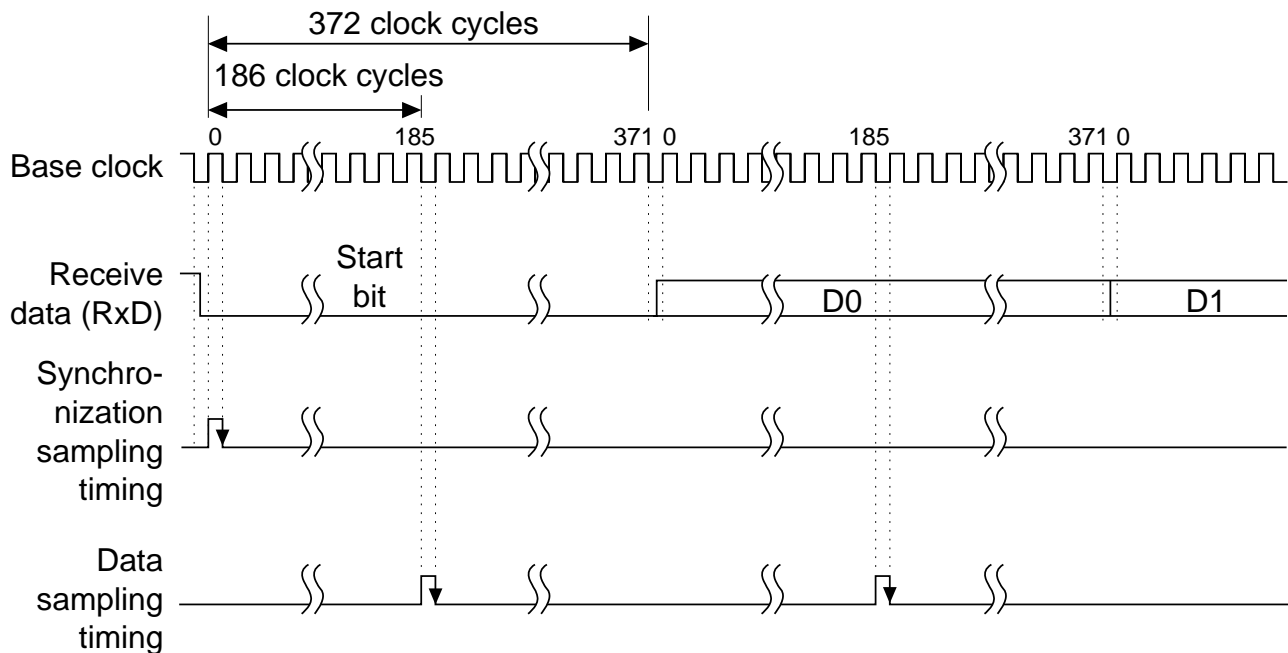 372 clock cycles
186 clock cycles
0 185 371 0 185 371 0
Base clock
Receive
data (RxD)
Start
bit
D0
D1
Synchro-
nization
sampling
timing
Data
sampling
timing